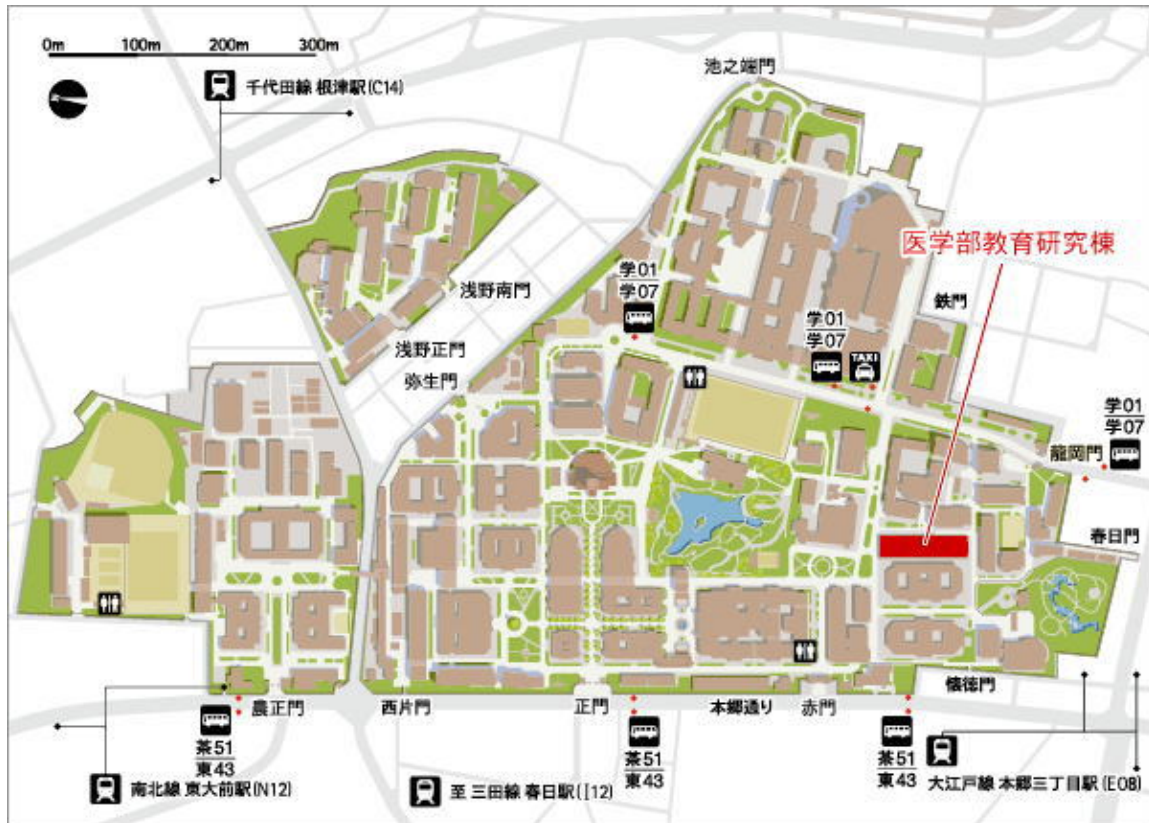 0m 100m 200m 300m
千代田線 根津駅(C14)
池之端門
医学部教育研究棟
学01
学07
浅野南門
鉄門
学01
学07
TAXI
浅野正門
弥生門
学01
学07
龍岡門
春日門
懐徳門
農正門
西片門
正門
本郷通り
赤門
茶51
東43
茶51
東43
茶51
東43
南北線 東大前駅(N12)
至 三田線 春日駅(I12)
大江戸線 本郷三丁目駅(E08)